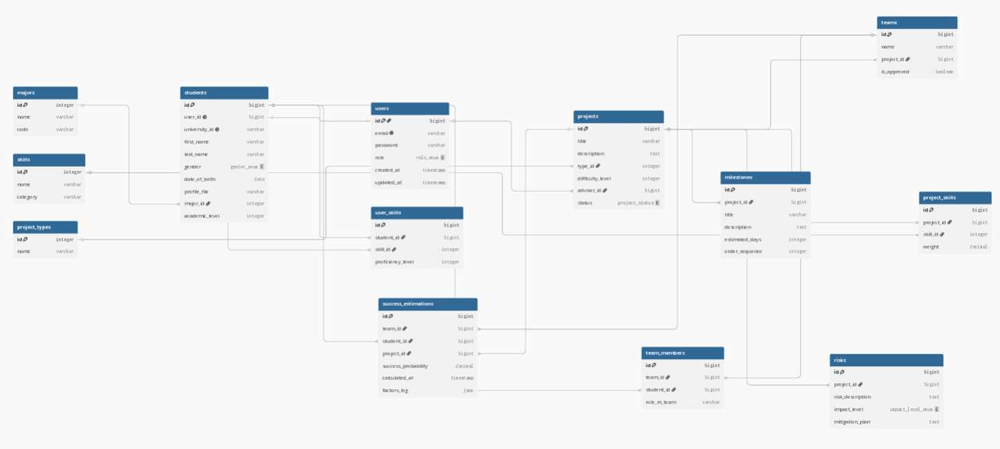 majors
id integer
name varchar
code varchar
skills
id integer
name varchar
category varchar
project_types
id integer
name varchar
students
id bigint
user_id bigint
university_id varchar
first_name varchar
last_name varchar
gender gender_enum E
date_of_birth date
profile_file varchar
major_id integer
academic_level integer
users
id bigint
email varchar
password varchar
role role_enum E
created_at timestamp
updated_at timestamp
user_skills
id bigint
student_id bigint
skill_id integer
proficiency_level integer
success_estimations
id bigint
team_id bigint
student_id bigint
project_id bigint
success_probability decimal
calculated_at timestamp
factors_log json
projects
id bigint
title varchar
description text
type_id integer
difficulty_level integer
advisor_id bigint
status project_status E
team_members
id bigint
team_id bigint
student_id bigint
role_in_team varchar
milestones
id bigint
project_id bigint
title varchar
description text
estimated_days integer
order_sequence integer
teams
id bigint
name varchar
project_id bigint
is_approved boolean
project_skills
id bigint
project_id bigint
skill_id integer
weight decimal
risks
id bigint
project_id bigint
risk_description text
impact_level impact_level_enum E
mitigation_plan text